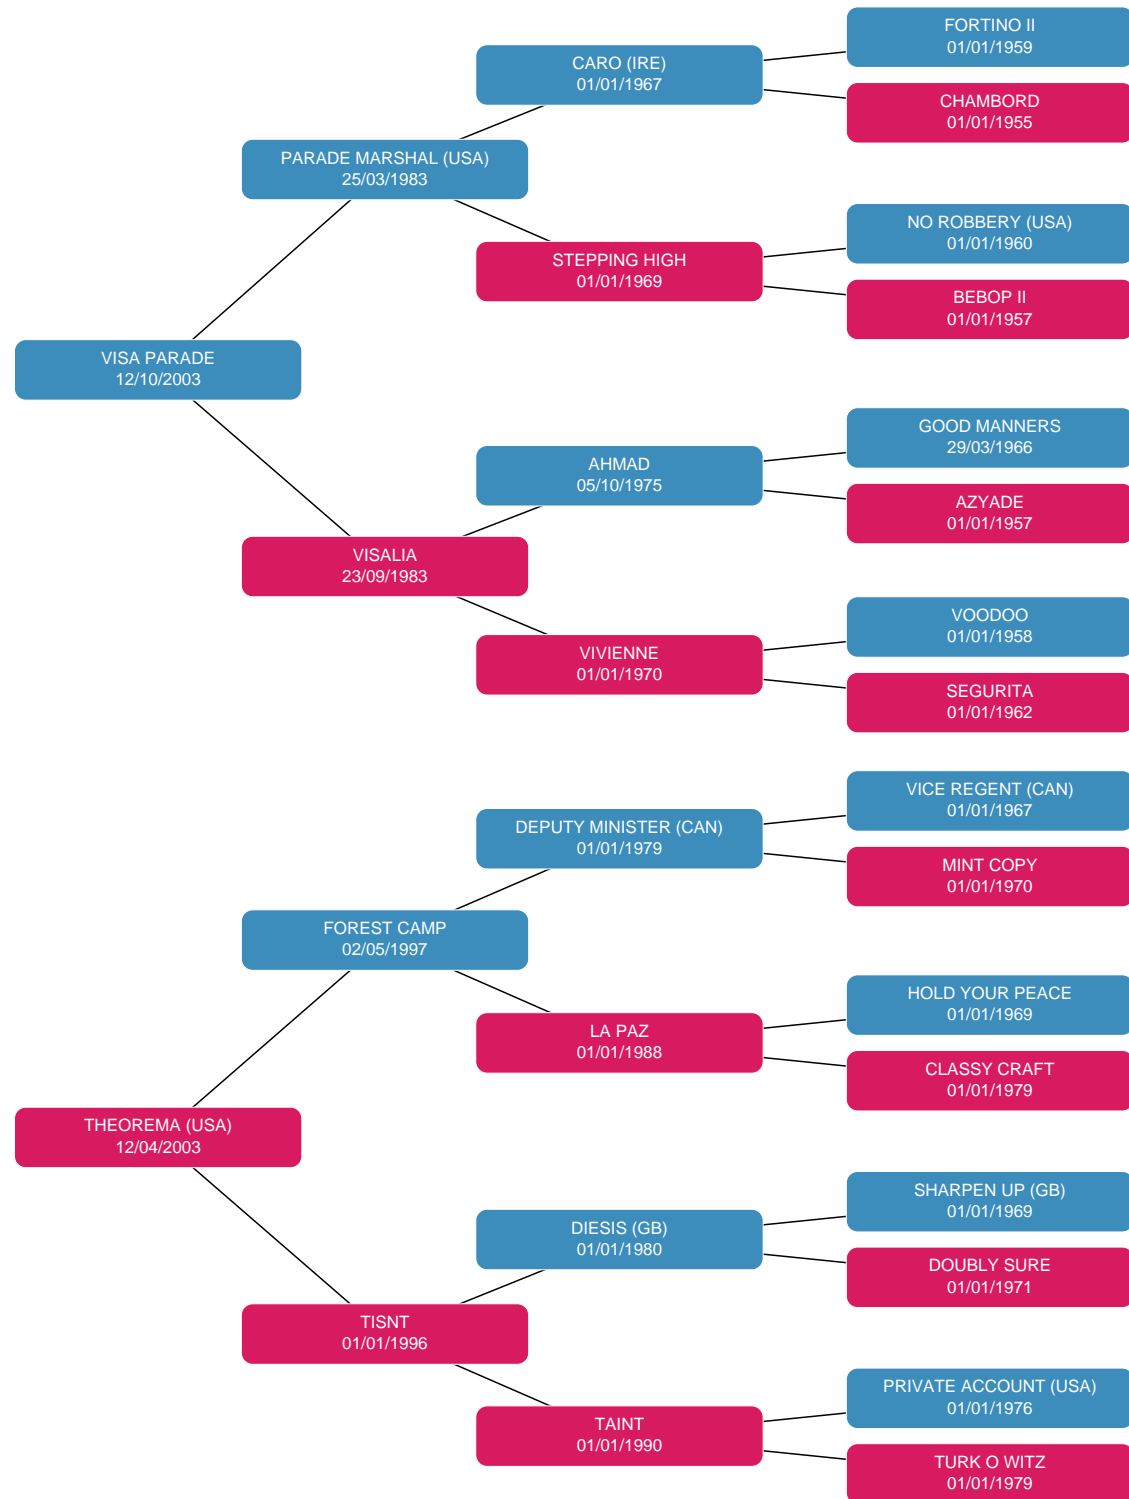 FORTINO II
01/01/1959
CARO (IRE)
01/01/1967
CHAMBORD
01/01/1955
PARADE MARSHAL (USA)
25/03/1983
NO ROBBERY (USA)
01/01/1960
STEPPING HIGH
01/01/1969
BEBOP II
01/01/1957
VISA PARADE
12/10/2003
GOOD MANNERS
29/03/1966
AHMAD
05/10/1975
AZYADE
01/01/1957
VISALIA
23/09/1983
VOODOO
01/01/1958
VIVIENNE
01/01/1970
SEGURITA
01/01/1962
VICE REGENT (CAN)
01/01/1967
DEPUTY MINISTER (CAN)
01/01/1979
MINT COPY
01/01/1970
FOREST CAMP
02/05/1997
HOLD YOUR PEACE
01/01/1969
LA PAZ
01/01/1988
CLASSY CRAFT
01/01/1979
THEOREMA (USA)
12/04/2003
SHARPEN UP (GB)
01/01/1969
DIESIS (GB)
01/01/1980
DOUBLY SURE
01/01/1971
TISNT
01/01/1996
PRIVATE ACCOUNT (USA)
01/01/1976
TAINT
01/01/1990
TURK O WITZ
01/01/1979